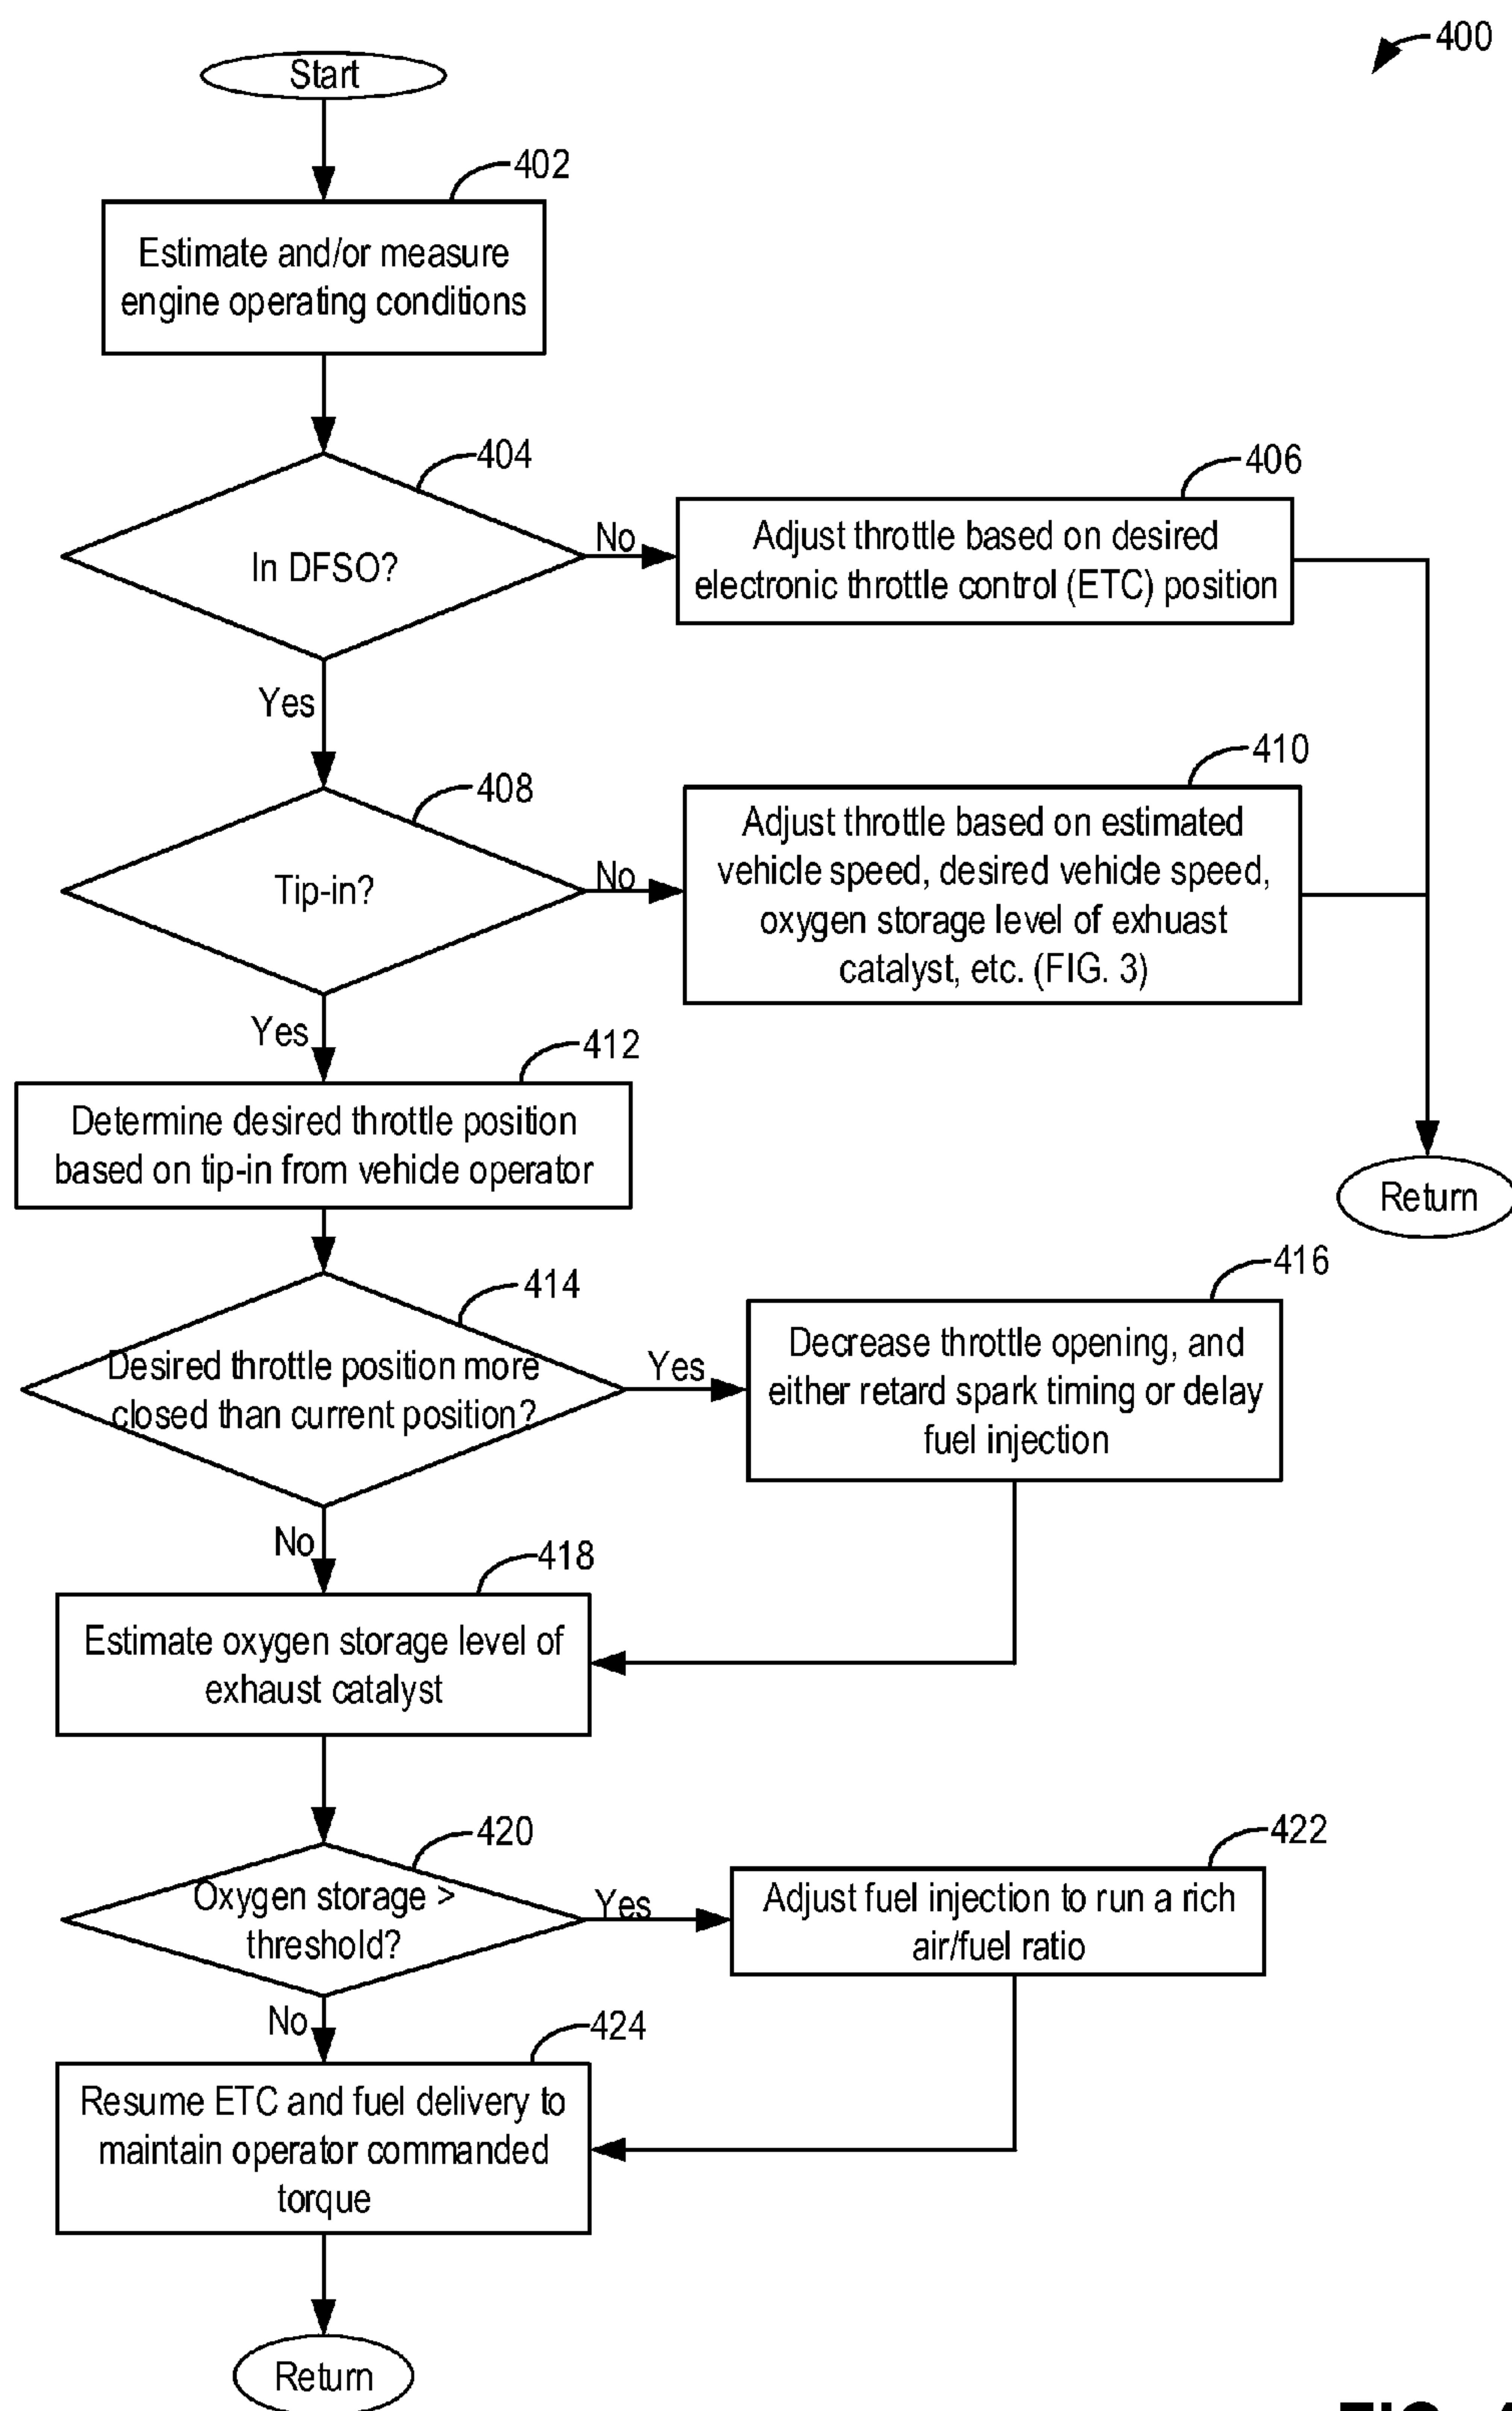 400
Start
402
Estimate and/or measure
engine operating conditions
404
In DFSO?
No
406
Adjust throttle based on desired
electronic throttle control (ETC) position
Yes
408
Tip-in?
No
410
Adjust throttle based on estimated
vehicle speed, desired vehicle speed,
oxygen storage level of exhuast
catalyst, etc. (FIG. 3)
Yes
412
Determine desired throttle position
based on tip-in from vehicle operator
Return
414
Desired throttle position more
closed than current position?
Yes
416
Decrease throttle opening, and
either retard spark timing or delay
fuel injection
No
418
Estimate oxygen storage level of
exhaust catalyst
420
Oxygen storage >
threshold?
Yes
422
Adjust fuel injection to run a rich
air/fuel ratio
No
424
Resume ETC and fuel delivery to
maintain operator commanded
torque
Return